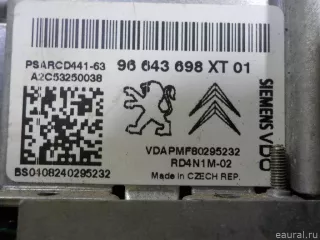 PSARCD441-63
A2C53250038
96 643 698 XT 01
SIEMENS VDO
VDAPMF80295232
RD4N1M-02
BS0408240295232
Made in CZECH REP.
© eaural.ru